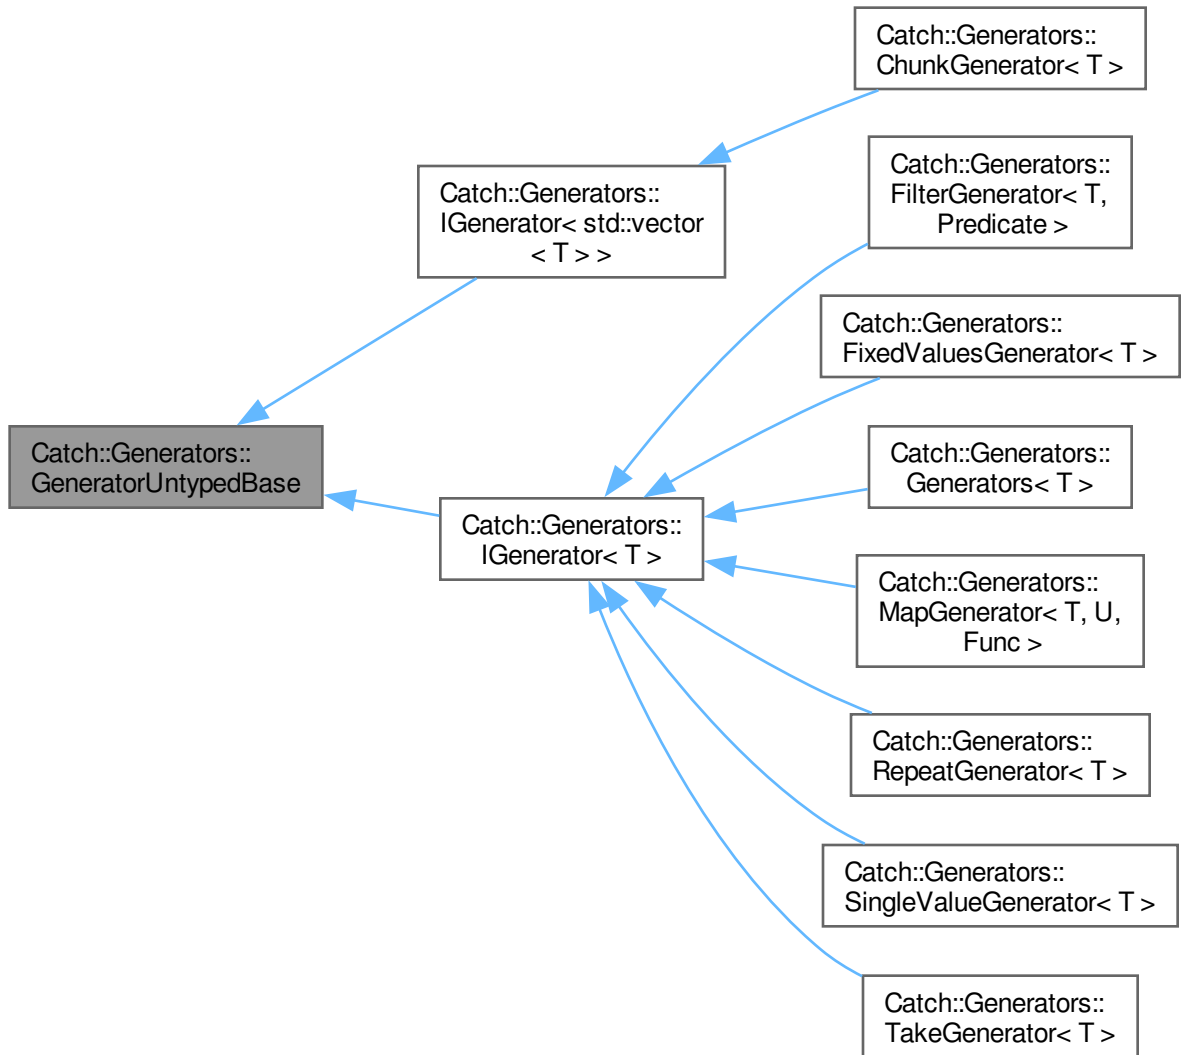 Catch::Generators::
ChunkGenerator< T >
Catch::Generators::
FilterGenerator< T,
Predicate >
Catch::Generators::
IGenerator< std::vector
< T > >
Catch::Generators::
FixedValuesGenerator< T >
Catch::Generators::
GeneratorUntypedBase
Catch::Generators::
Generators< T >
Catch::Generators::
IGenerator< T >
Catch::Generators::
MapGenerator< T, U,
Func >
Catch::Generators::
RepeatGenerator< T >
Catch::Generators::
SingleValueGenerator< T >
Catch::Generators::
TakeGenerator< T >